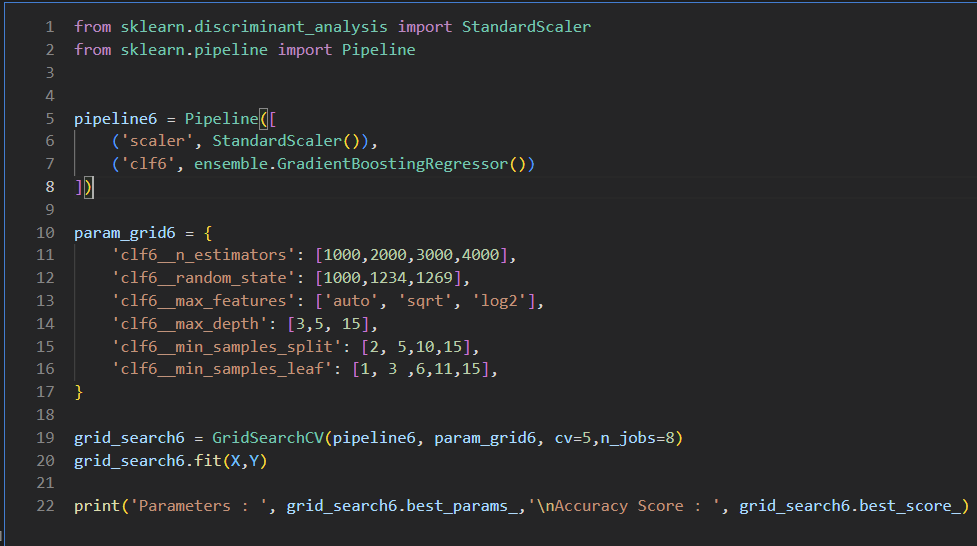 1 from sklearn.discriminant_analysis import StandardScaler
2 from sklearn.pipeline import Pipeline
3
4
5 pipeline6 = Pipeline([
6     ('scaler', StandardScaler()),
7     ('clf6', ensemble.GradientBoostingRegressor())
8 ])
9
10 param_grid6 = {
11     'clf6__n_estimators': [1000,2000,3000,4000],
12     'clf6__random_state': [1000,1234,1269],
13     'clf6__max_features': ['auto', 'sqrt', 'log2'],
14     'clf6__max_depth': [3,5, 15],
15     'clf6__min_samples_split': [2, 5,10,15],
16     'clf6__min_samples_leaf': [1, 3 ,6,11,15],
17 }
18
19 grid_search6 = GridSearchCV(pipeline6, param_grid6, cv=5,n_jobs=8)
20 grid_search6.fit(X,Y)
21
22 print('Parameters : ', grid_search6.best_params_,'\nAccuracy Score : ', grid_search6.best_score_)